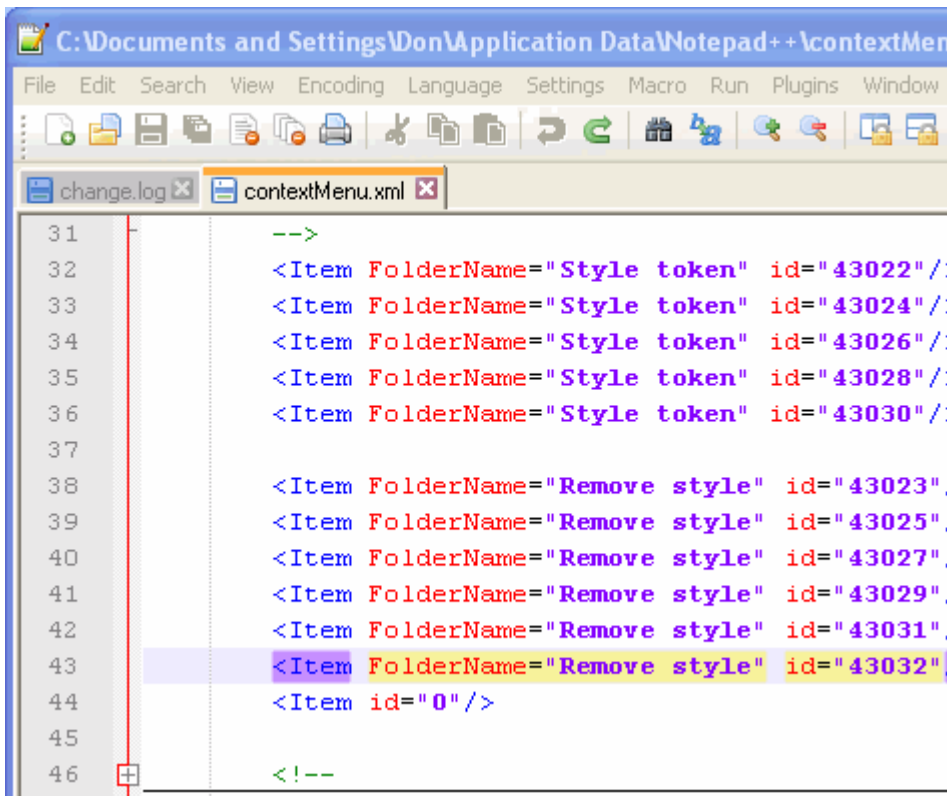 C:\Documents and Settings\Don\Application Data\Notepad++\contextMen
File Edit Search View Encoding Language Settings Macro Run Plugins Window
change.log contextMenu.xml
31 -->
32 <Item FolderName="Style token" id="43022"/
33 <Item FolderName="Style token" id="43024"/
34 <Item FolderName="Style token" id="43026"/
35 <Item FolderName="Style token" id="43028"/
36 <Item FolderName="Style token" id="43030"/
37
38 <Item FolderName="Remove style" id="43023"
39 <Item FolderName="Remove style" id="43025"
40 <Item FolderName="Remove style" id="43027"
41 <Item FolderName="Remove style" id="43029"
42 <Item FolderName="Remove style" id="43031"
43 <Item FolderName="Remove style" id="43032"
44 <Item id="0"/>
45
46 <!--